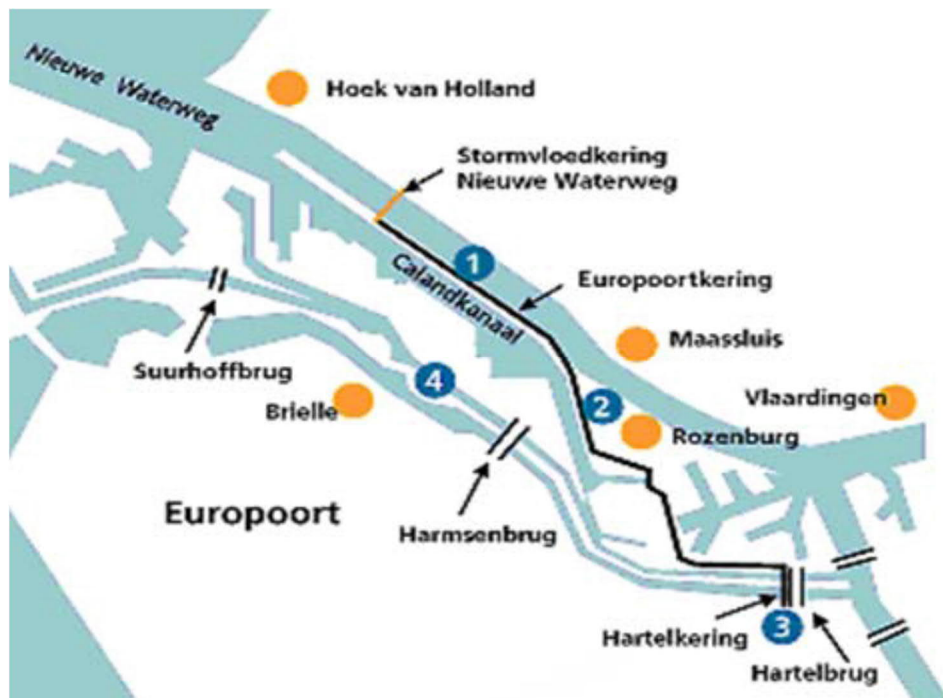 Nieuwe Waterweg
Hoek van Holland
Stormvloedkering
Nieuwe Waterweg
1
Calandkanaal
Europoortkering
Maassluis
Suurhoffbrug
4
Brielle
2
Vlaardingen
Rozenburg
Europoort
Harmsenbrug
Hartelkering
3
Hartelbrug